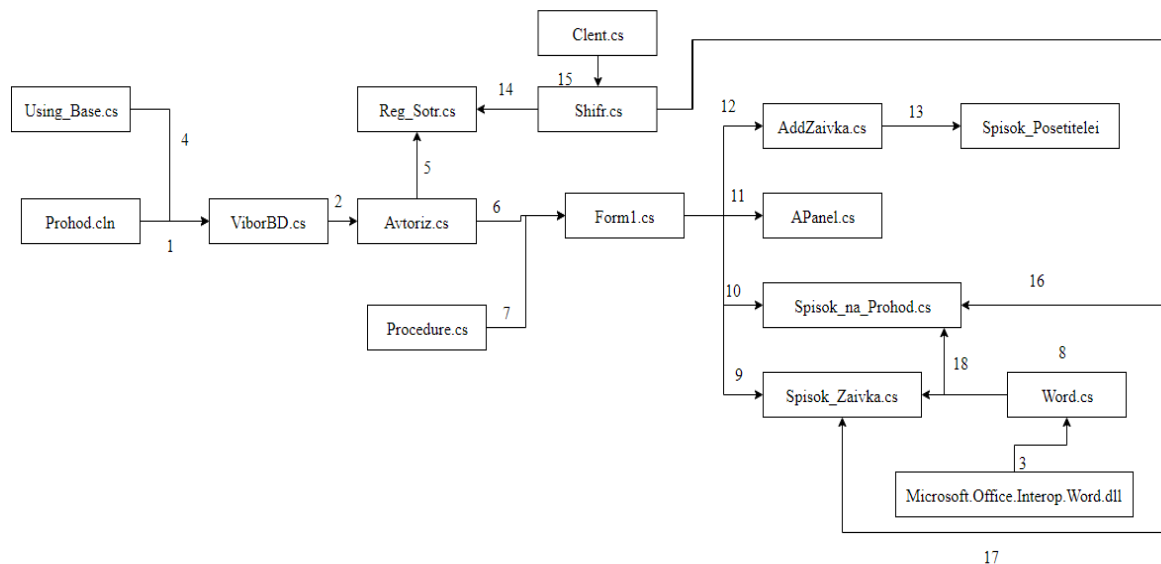 Clent.cs
15
Using_Base.cs
Reg_Sotr.cs
14
Shifr.cs
12
AddZaivka.cs
13
Spisok_Posetitelei
4
5
Prohod.cln
1
ViborBD.cs
2
Avtoriz.cs
6
Form1.cs
11
APanel.cs
Procedure.cs
7
10
Spisok_na_Prohod.cs
16
9
Spisok_Zaivka.cs
18
8
Word.cs
3
Microsoft.Office.Interop.Word.dll
17